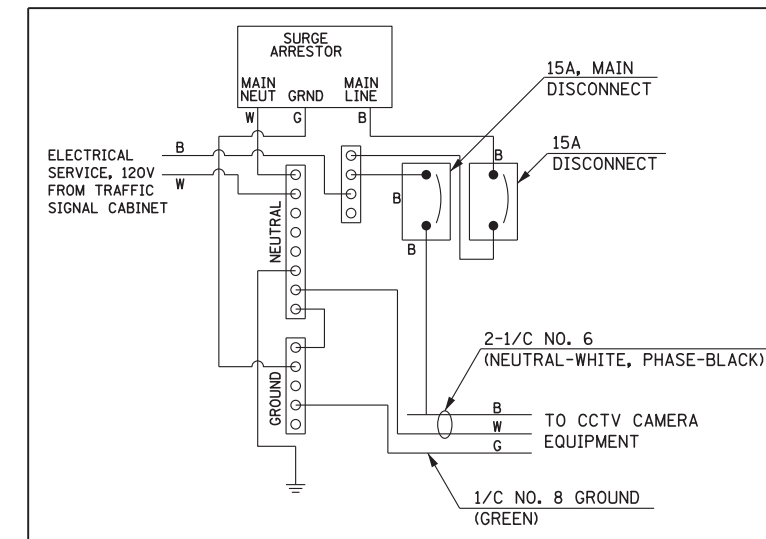 SURGE
ARRESTOR
MAIN
NEUT
GRND
MAIN
LINE
W
G
B
15A, MAIN
DISCONNECT
15A
DISCONNECT
ELECTRICAL
SERVICE, 120V
FROM TRAFFIC
SIGNAL CABINET
B
W
B
B
B
NEUTRAL
GROUND
2-1/C NO. 6
(NEUTRAL-WHITE, PHASE-BLACK)
B
W
G
TO CCTV CAMERA
EQUIPMENT
1/C NO. 8 GROUND
(GREEN)